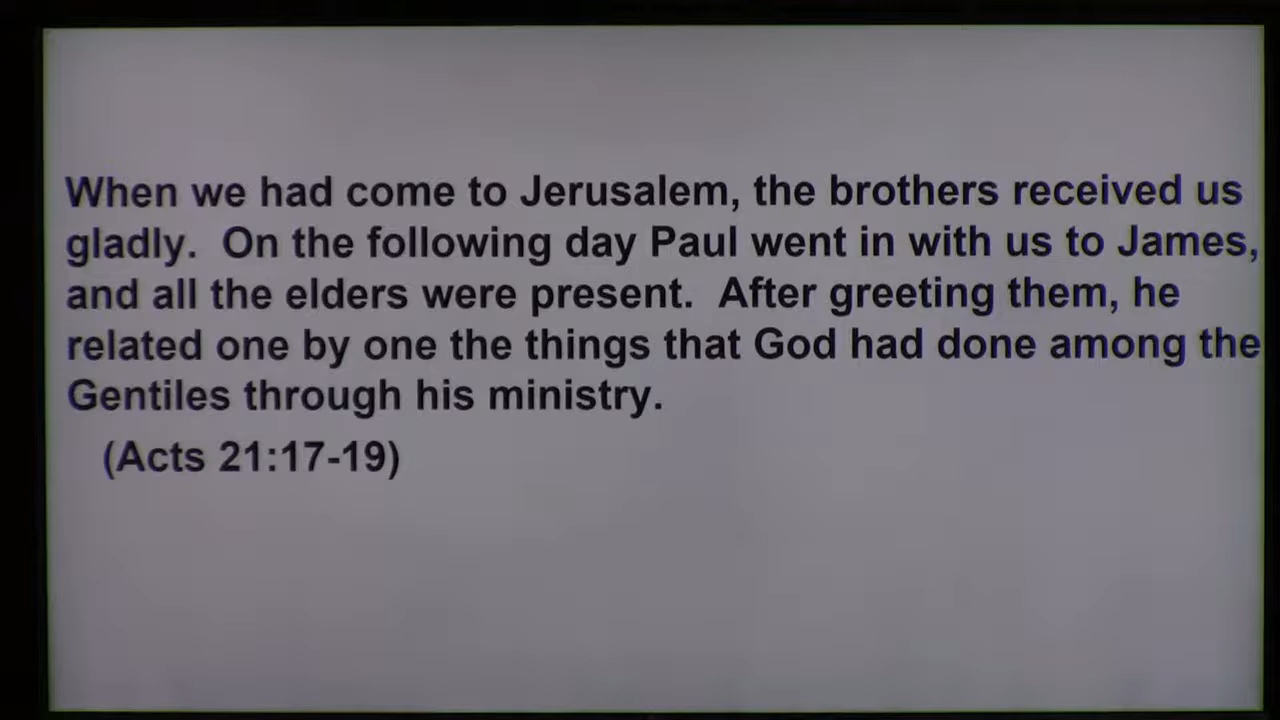 When we had come to Jerusalem, the brothers received us
gladly.  On the following day Paul went in with us to James,
and all the elders were present.  After greeting them, he
related one by one the things that God had done among the
Gentiles through his ministry.
(Acts 21:17-19)